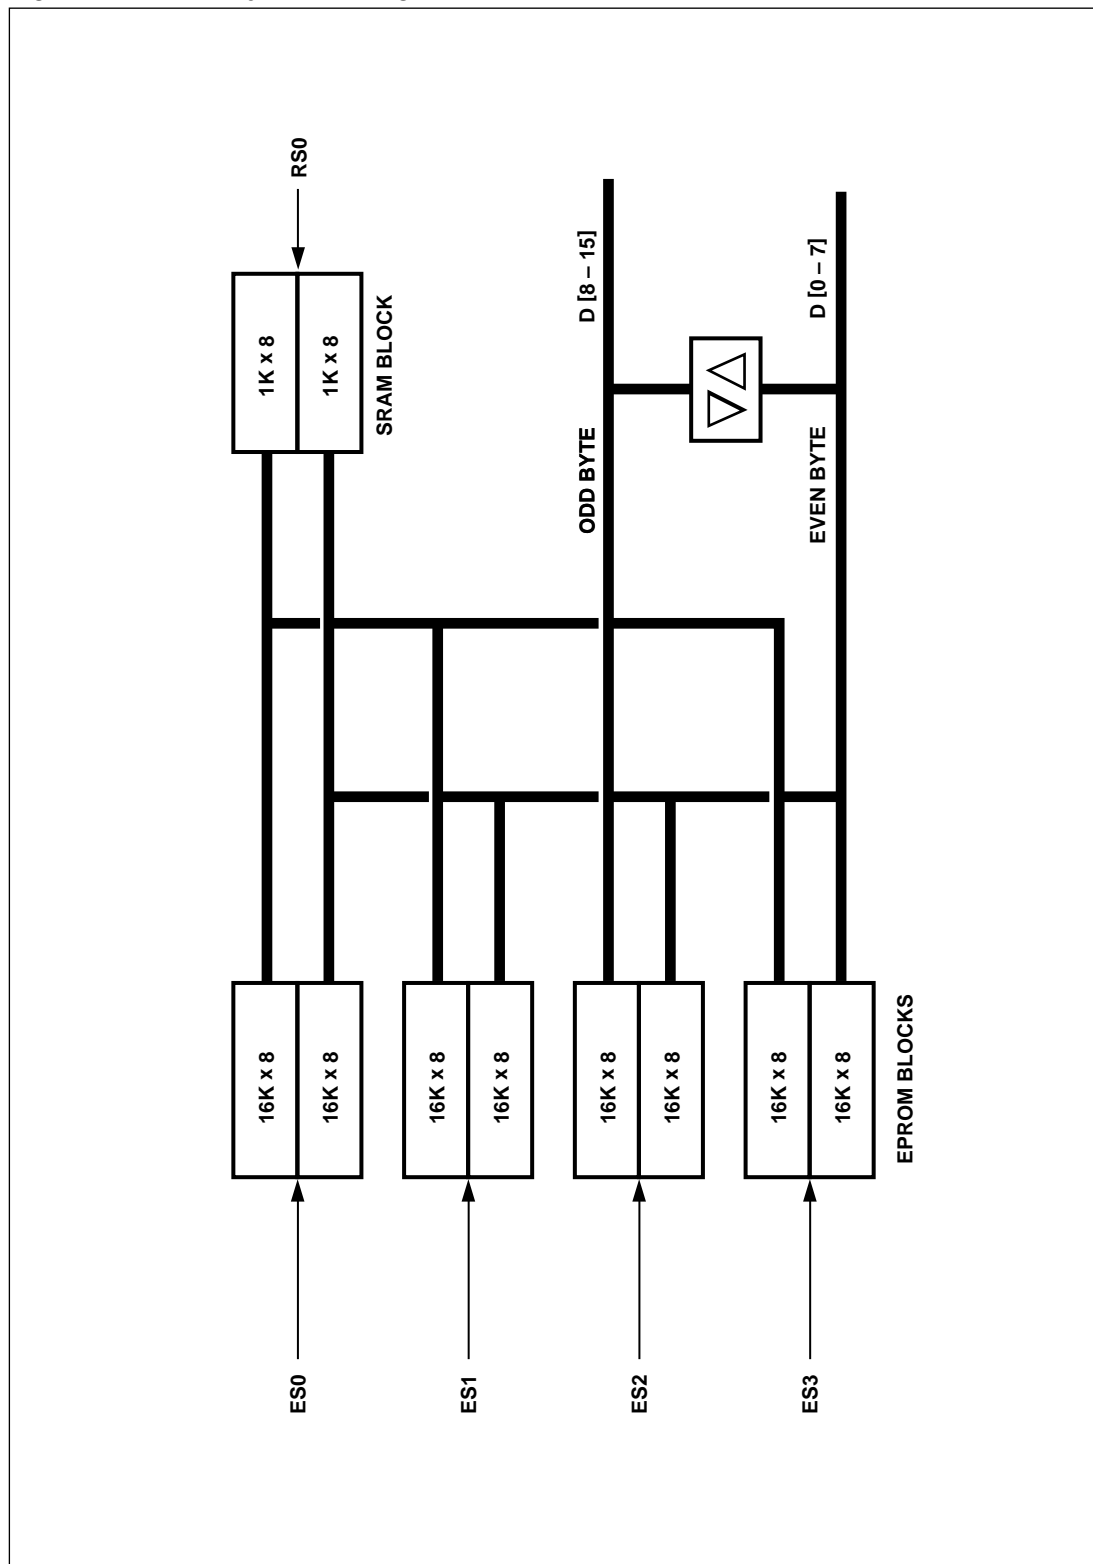 16K x 8
1K x 8
ES0
RS0
16K x 8
1K x 8
SRAM BLOCK
16K x 8
ES1
16K x 8
ODD BYTE
D [8 – 15]
16K x 8
ES2
16K x 8
16K x 8
ES3
EVEN BYTE
D [0 – 7]
16K x 8
EPROM BLOCKS